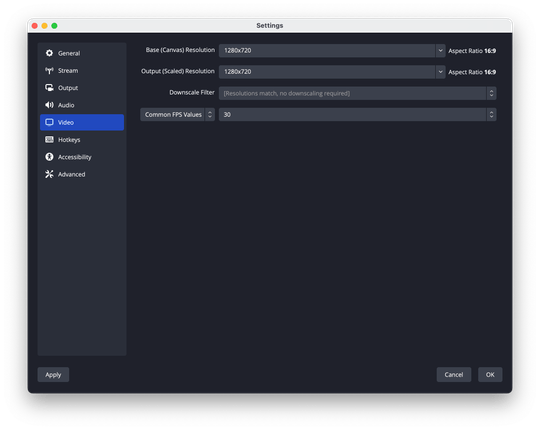 Settings
General
Stream
Output
Audio
Video
Hotkeys
Accessibility
Advanced
Base (Canvas) Resolution 1280x720 Aspect Ratio 16:9
Output (Scaled) Resolution 1280x720 Aspect Ratio 16:9
Downscale Filter [Resolutions match, no downscaling required]
Common FPS Values 30
Apply Cancel OK